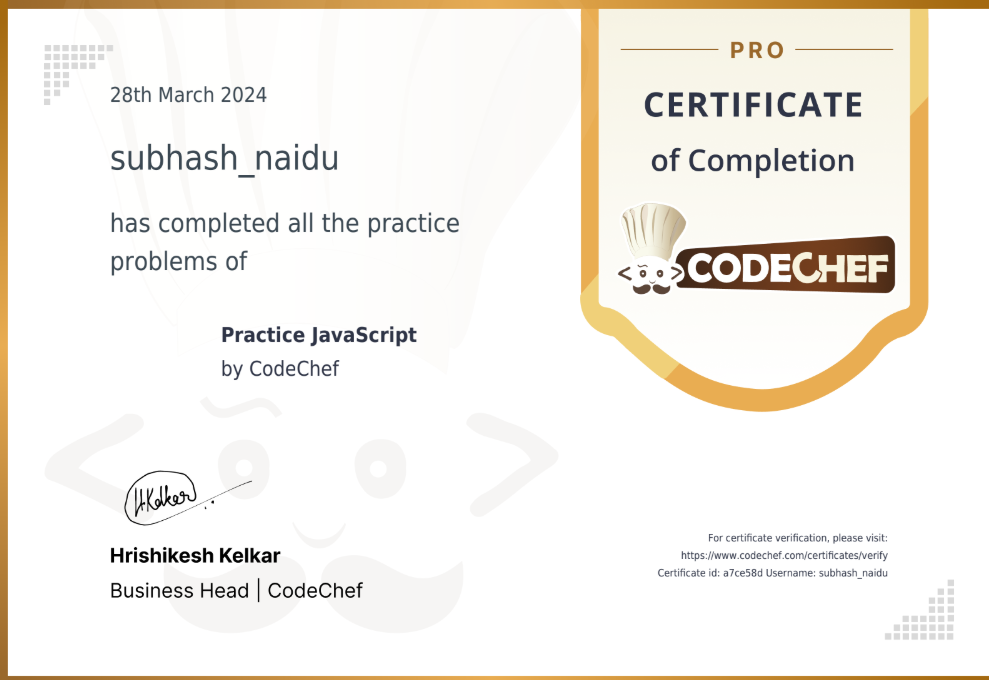 28th March 2024
subhash_naidu
has completed all the practice
problems of
Practice JavaScript
by CodeChef
H.Kelkar
Hrishikesh Kelkar
Business Head | CodeChef
PRO
CERTIFICATE
of Completion
CODECHEF
For certificate verification, please visit:
https://www.codechef.com/certificates/verify
Certificate id: a7ce58d Username: subhash_naidu